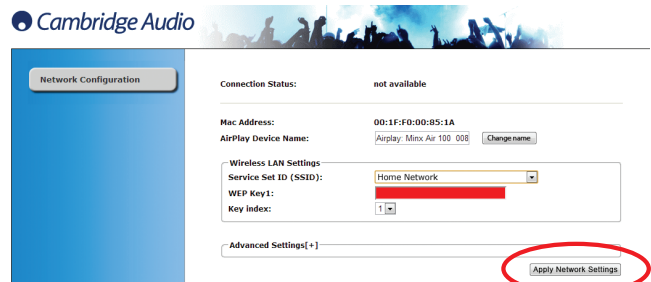 Cambridge Audio
Network Configuration
Connection Status: not available
Mac Address: 00:1F:F0:00:85:1A
AirPlay Device Name: Airplay: Minx Air 100 008 Change name
Wireless LAN Settings
Service Set ID (SSID): Home Network
WEP Key1:
Key index: 1
Advanced Settings[+]
Apply Network Settings